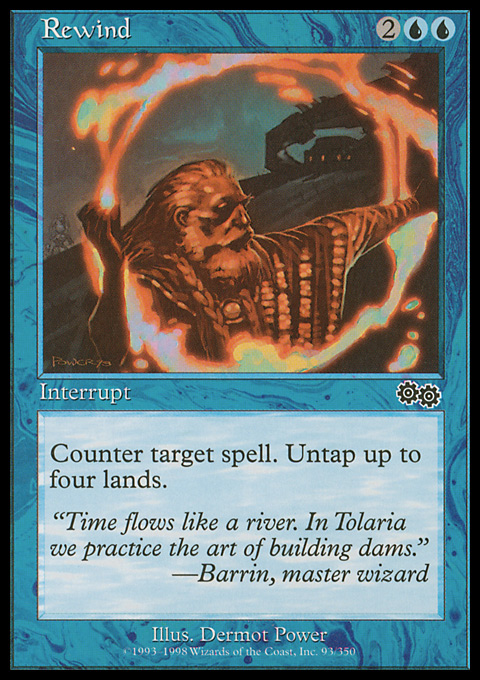 Rewind
2
POWER98
Interrupt
Counter target spell. Untap up to
four lands.
“Time flows like a river. In Tolaria
we practice the art of building dams.”
—Barrin, master wizard
Illus. Dermot Power
©1993–1998 Wizards of the Coast, Inc. 93/350